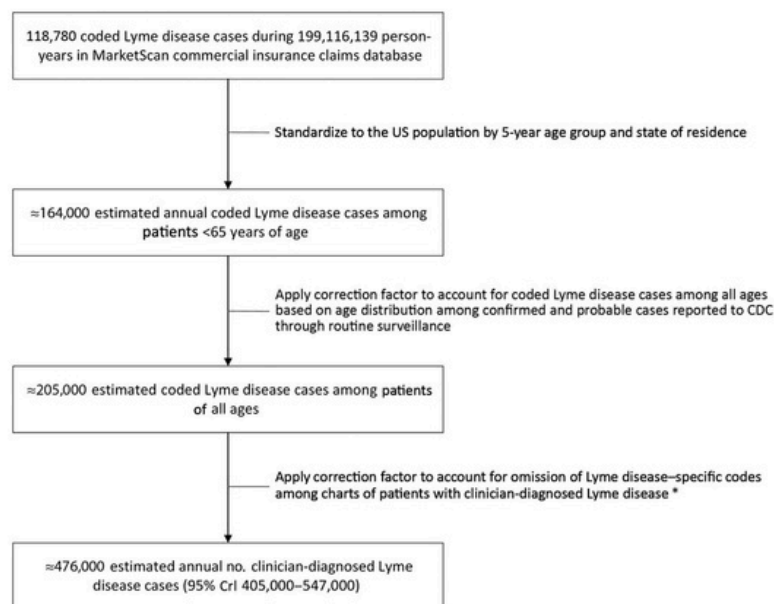 118,780 coded Lyme disease cases during 199,116,139 person-
years in MarketScan commercial insurance claims database
Standardize to the US population by 5-year age group and state of residence
≈164,000 estimated annual coded Lyme disease cases among
patients <65 years of age
Apply correction factor to account for coded Lyme disease cases among all ages
based on age distribution among confirmed and probable cases reported to CDC
through routine surveillance
≈205,000 estimated coded Lyme disease cases among patients
of all ages
Apply correction factor to account for omission of Lyme disease–specific codes
among charts of patients with clinician-diagnosed Lyme disease *
≈476,000 estimated annual no. clinician-diagnosed Lyme
disease cases (95% CrI 405,000–547,000)